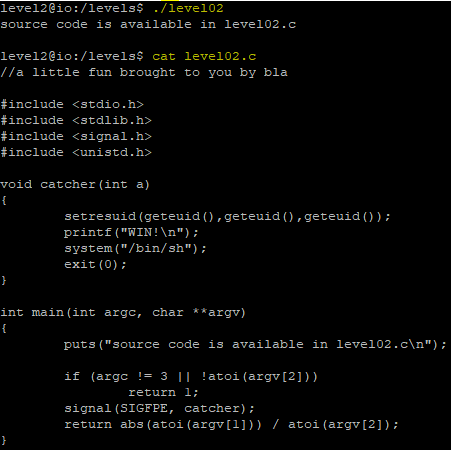 level2@io:/levels$ ./level02
source code is available in level02.c

level2@io:/levels$ cat level02.c
//a little fun brought to you by bla

#include <stdio.h>
#include <stdlib.h>
#include <signal.h>
#include <unistd.h>

void catcher(int a)
{
        setresuid(geteuid(),geteuid(),geteuid());
        printf("WIN!\n");
        system("/bin/sh");
        exit(0);
}

int main(int argc, char **argv)
{
        puts("source code is available in level02.c\n");

        if (argc != 3 || !atoi(argv[2]))
                return 1;
        signal(SIGFPE, catcher);
        return abs(atoi(argv[1])) / atoi(argv[2]);
}